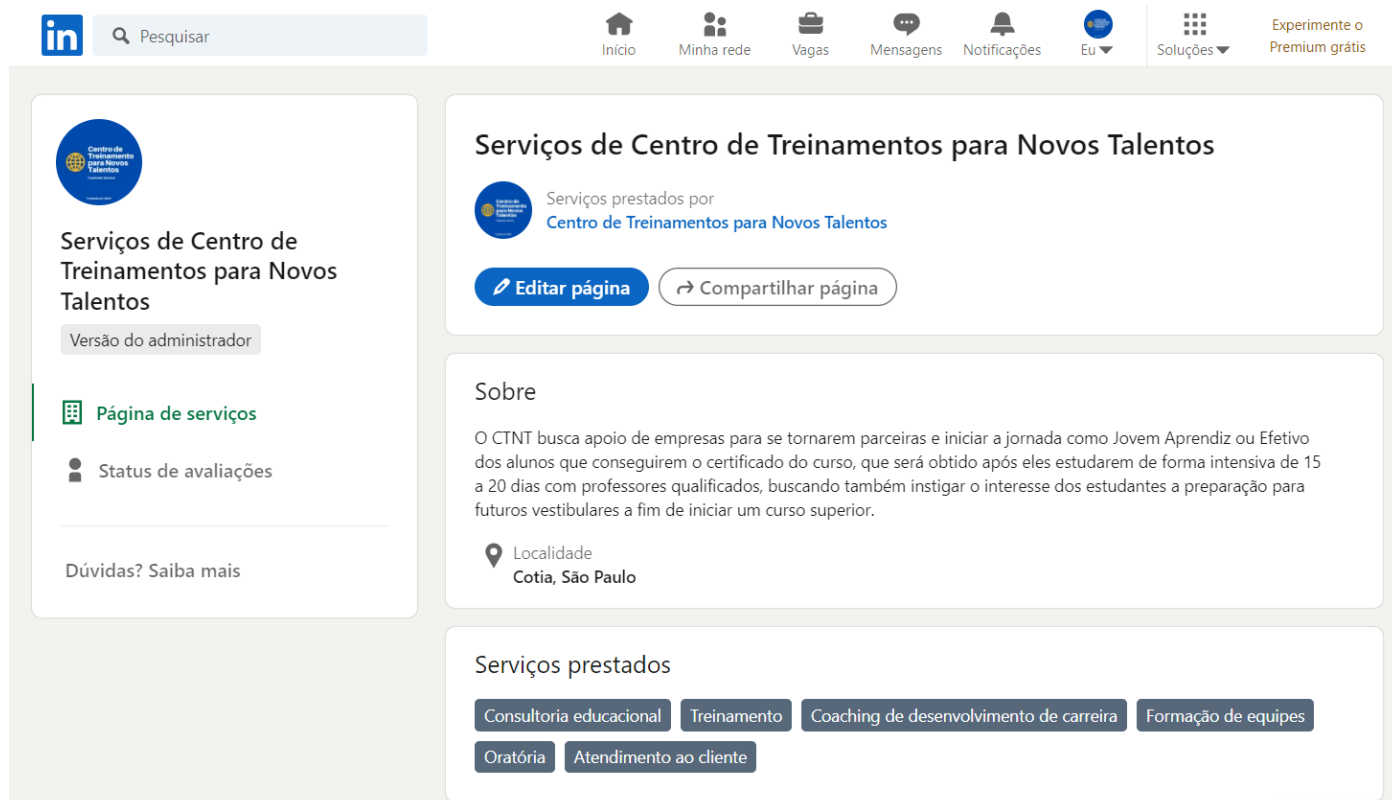 in
Pesquisar
Início
Minha rede
Vagas
Mensagens
Notificações
Eu
Soluções
Experimente o
Premium grátis
Centro de
Treinamento
para Novos
Talentos
Serviços de Centro de
Treinamentos para Novos
Talentos
Versão do administrador
Página de serviços
Status de avaliações
Dúvidas? Saiba mais
Serviços de Centro de Treinamentos para Novos Talentos
Serviços prestados por
Centro de Treinamentos para Novos Talentos
Editar página
Compartilhar página
Sobre
O CTNT busca apoio de empresas para se tornarem parceiras e iniciar a jornada como Jovem Aprendiz ou Efetivo
dos alunos que conseguirem o certificado do curso, que será obtido após eles estudarem de forma intensiva de 15
a 20 dias com professores qualificados, buscando também instigar o interesse dos estudantes a preparação para
futuros vestibulares a fim de iniciar um curso superior.
Localidade
Cotia, São Paulo
Serviços prestados
Consultoria educacional
Treinamento
Coaching de desenvolvimento de carreira
Formação de equipes
Oratória
Atendimento ao cliente